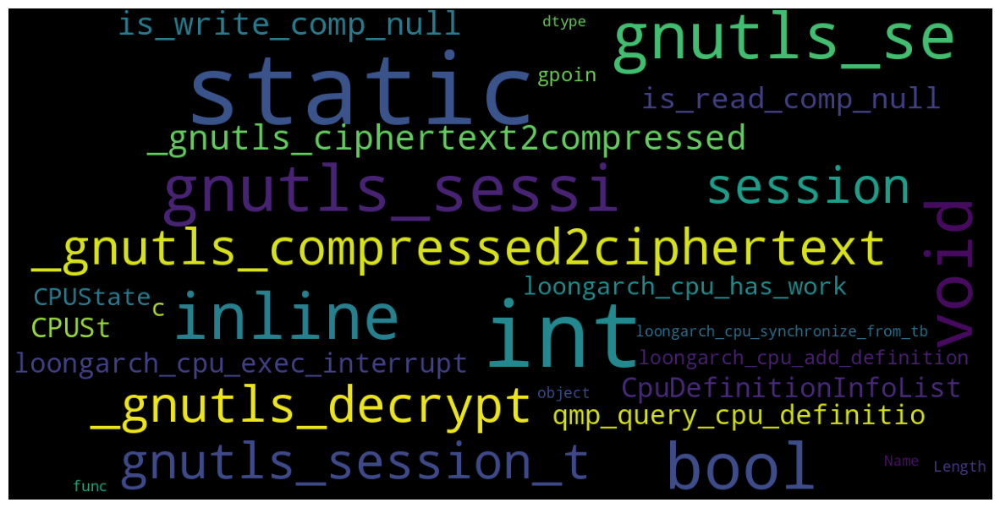 is_write_comp_null
dtype
gnutls_se
static
gpoin
is_read_comp_null
_gnutls_ciphertext2compressed
gnutls_sessi
session
void
_gnutls_compressed2ciphertext
loongarch_cpu_has_work
CPUState
c
inline
int
CPUSt
loongarch_cpu_synchronize_from_tb
loongarch_cpu_exec_interrupt
loongarch_cpu_add_definition
_gnutls_decrypt
object
CpuDefinitionInfoList
qmp_query_cpu_definitio
gnutls_session_t
bool
Name
Length
func